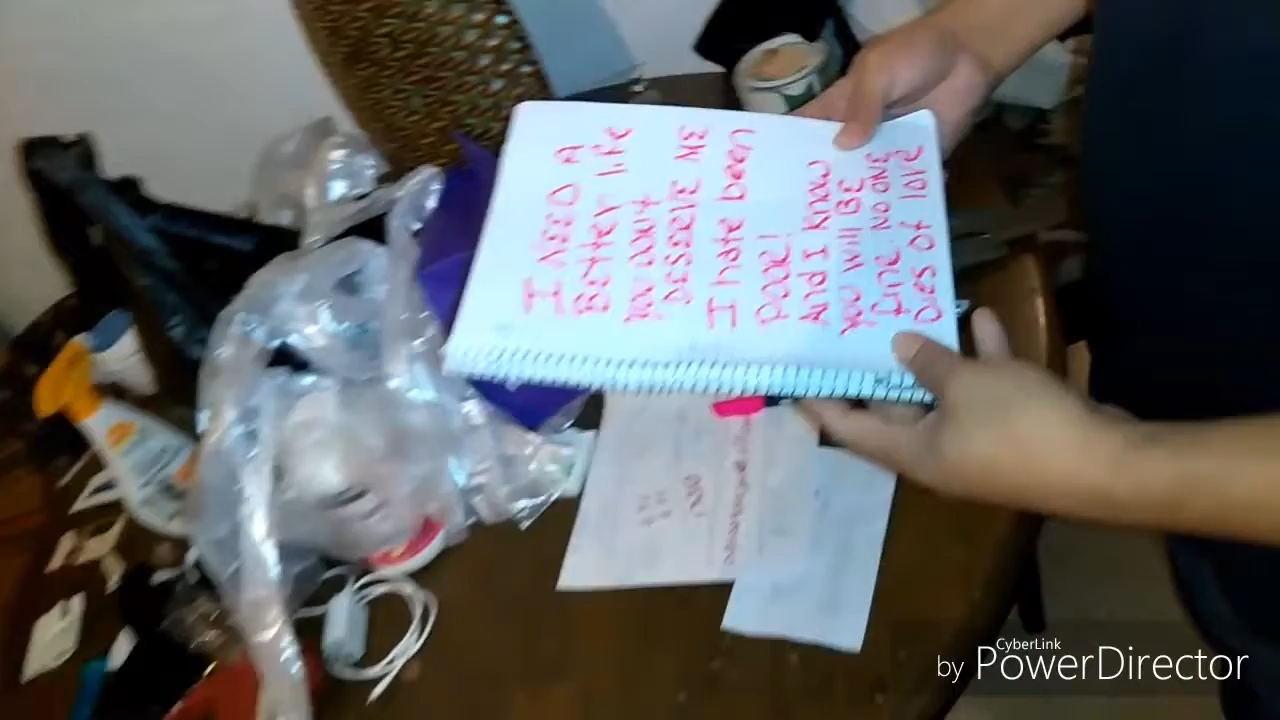 I NEED A
Better life
you don't
DESERVE ME
I hate been
POOR!
And I know
you will BE
fine. NO ONE
Dies of love
CyberLink
by PowerDirector